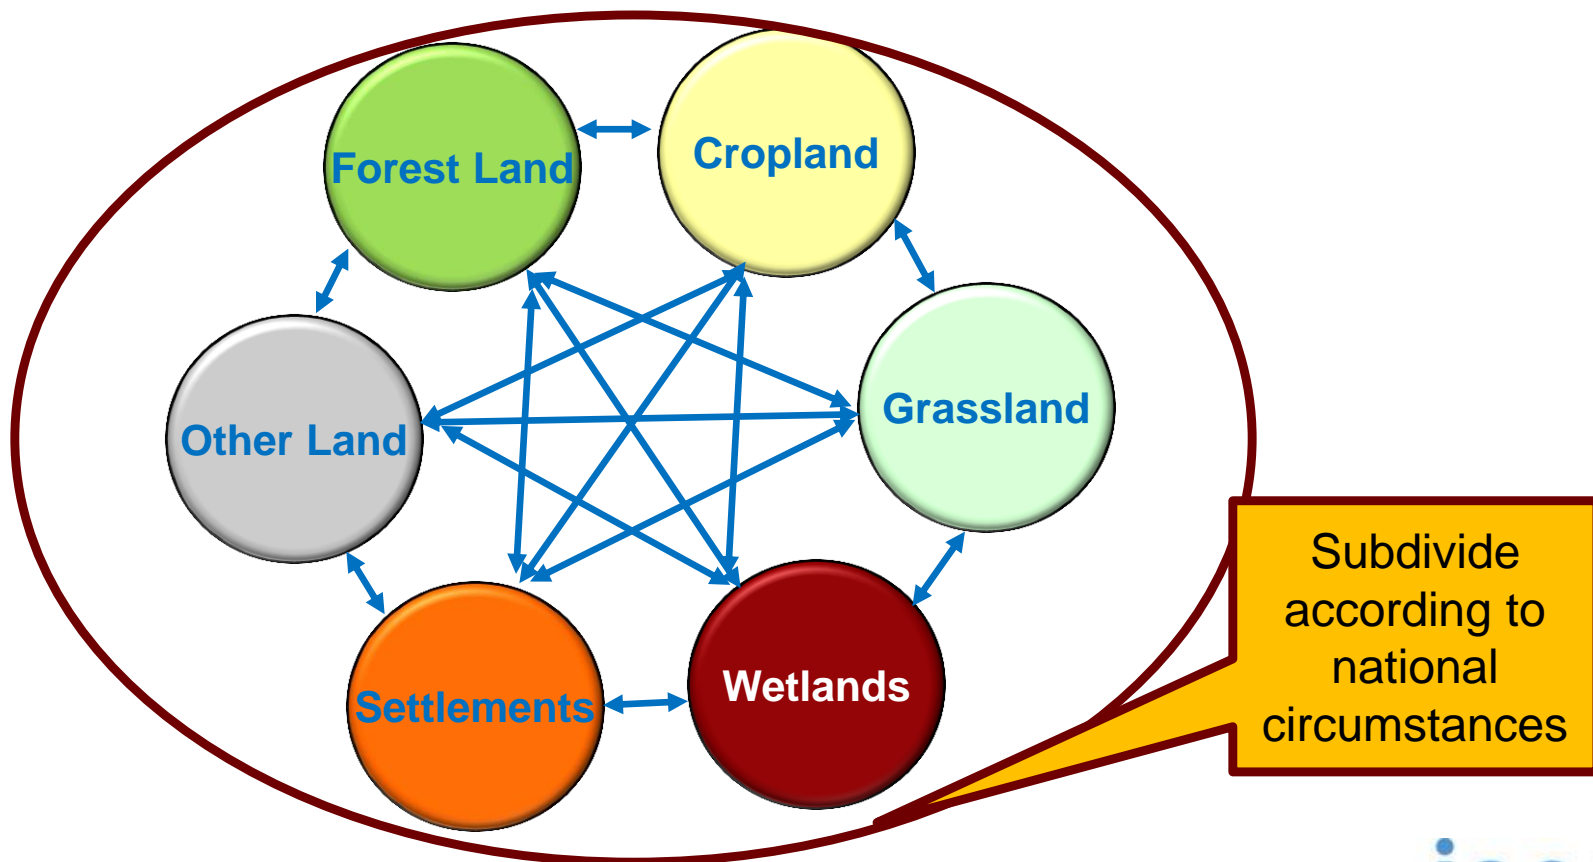 Forest Land
Cropland
Grassland
Other Land
Settlements
Wetlands
Subdivide
according to
national
circumstances